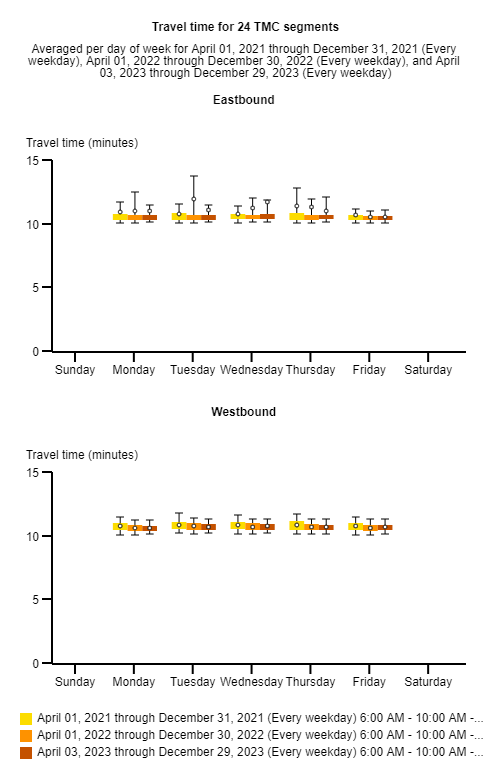 Travel time for 24 TMC segments
Averaged per day of week for April 01, 2021 through December 31, 2021 (Every
weekday), April 01, 2022 through December 30, 2022 (Every weekday), and April
03, 2023 through December 29, 2023 (Every weekday)
Eastbound
Travel time (minutes)
15
10
5
0
Sunday Monday Tuesday Wednesday Thursday Friday Saturday
Westbound
Travel time (minutes)
15
10
5
0
Sunday Monday Tuesday Wednesday Thursday Friday Saturday
April 01, 2021 through December 31, 2021 (Every weekday) 6:00 AM - 10:00 AM -...
April 01, 2022 through December 30, 2022 (Every weekday) 6:00 AM - 10:00 AM -...
April 03, 2023 through December 29, 2023 (Every weekday) 6:00 AM - 10:00 AM -...